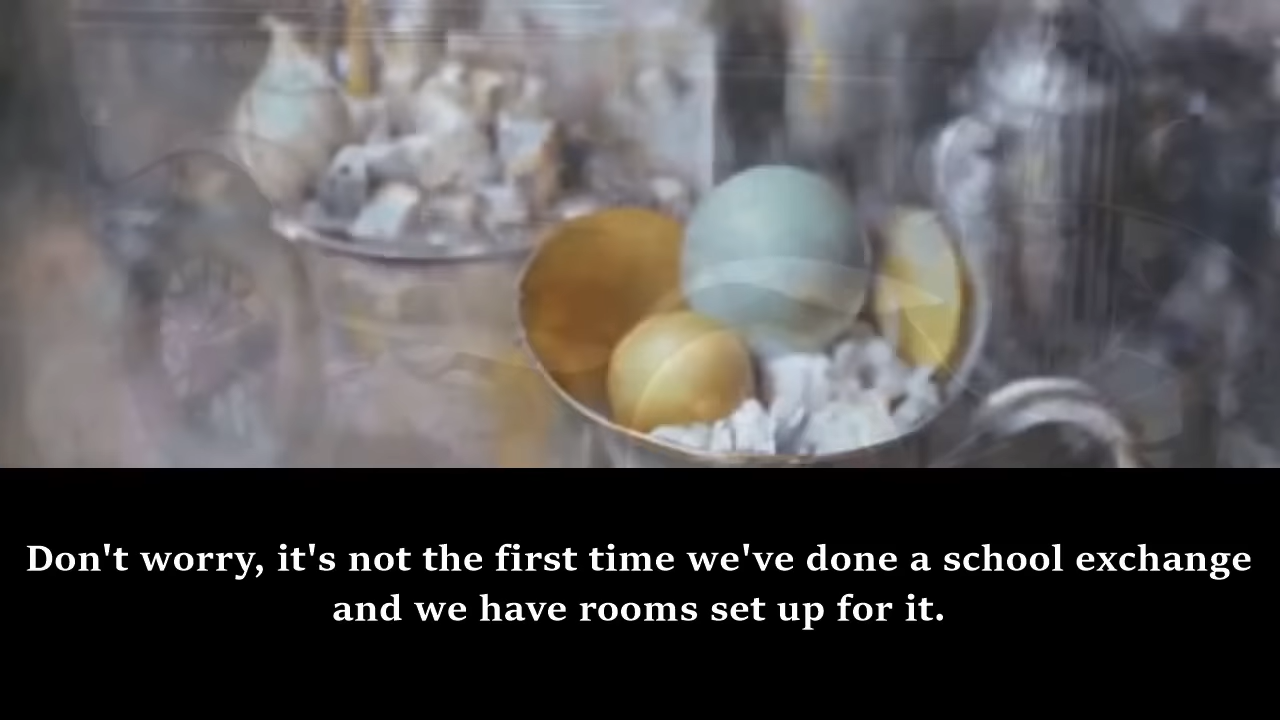 Don't worry, it's not the first time we've done a school exchange
and we have rooms set up for it.